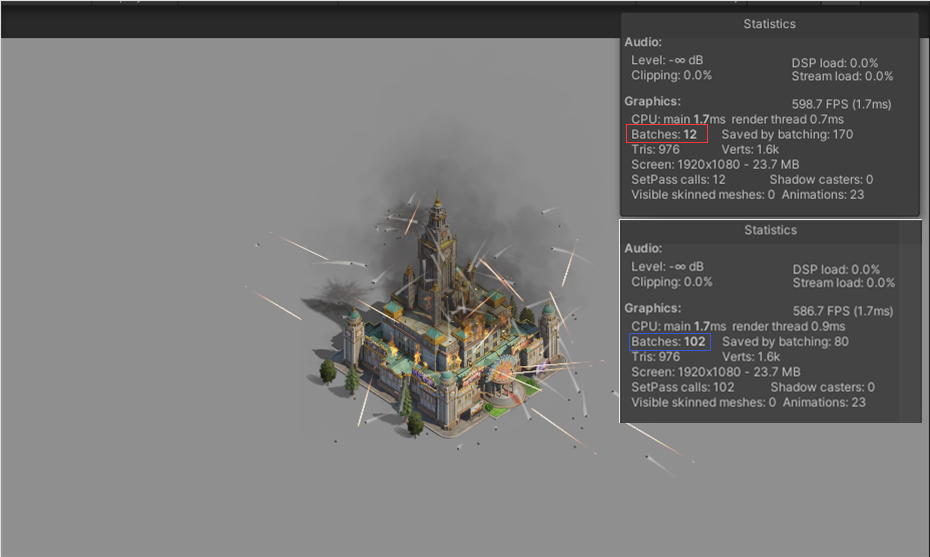 Statistics
Audio:
Level: -∞ dB DSP load: 0.0%
Clipping: 0.0% Stream load: 0.0%
Graphics: 598.7 FPS (1.7ms)
CPU: main 1.7ms render thread 0.7ms
Batches: 12 Saved by batching: 170
Tris: 976 Verts: 1.6k
Screen: 1920x1080 - 23.7 MB
SetPass calls: 12 Shadow casters: 0
Visible skinned meshes: 0 Animations: 23
Statistics
Audio:
Level: -∞ dB DSP load: 0.0%
Clipping: 0.0% Stream load: 0.0%
Graphics: 586.7 FPS (1.7ms)
CPU: main 1.7ms render thread 0.9ms
Batches: 102 Saved by batching: 80
Tris: 976 Verts: 1.6k
Screen: 1920x1080 - 23.7 MB
SetPass calls: 102 Shadow casters: 0
Visible skinned meshes: 0 Animations: 23